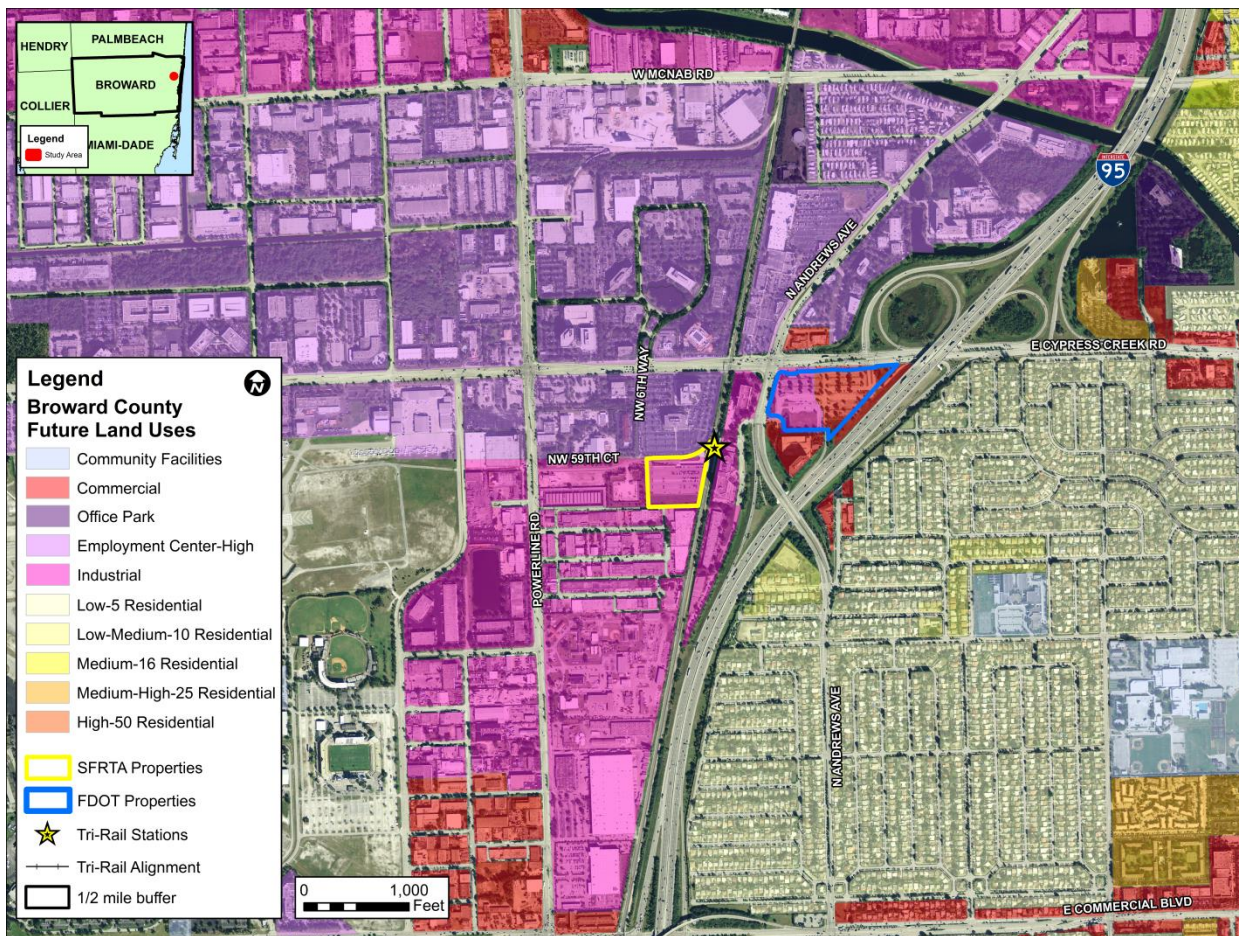 HENDRY
PALMBEACH
BROWARD
COLLIER
MIAMI-DADE
Legend
Study Area
W MCNAB RD
INTERSTATE
95
N ANDREWS AVE
E CYPRESS CREEK RD
NW 6TH WAY
NW 59TH CT
POWERLINE RD
N ANDREWS AVE
E COMMERCIAL BLVD
Legend
N
Broward County
Future Land Uses
Community Facilities
Commercial
Office Park
Employment Center-High
Industrial
Low-5 Residential
Low-Medium-10 Residential
Medium-16 Residential
Medium-High-25 Residential
High-50 Residential
SFRTA Properties
FDOT Properties
Tri-Rail Stations
Tri-Rail Alignment
1/2 mile buffer
0 1,000
Feet